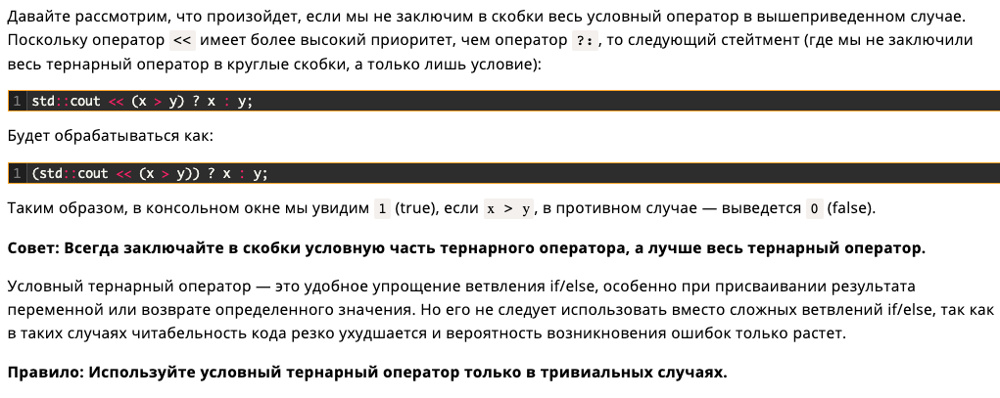 Давайте рассмотрим, что произойдет, если мы не заключим в скобки весь условный оператор в вышеприведенном случае.
Поскольку оператор << имеет более высокий приоритет, чем оператор ?:, то следующий стейтмент (где мы не заключили
весь тернарный оператор в круглые скобки, а только лишь условие):
1 std::cout << (x > y) ? x : y;
Будет обрабатываться как:
1 (std::cout << (x > y)) ? x : y;
Таким образом, в консольном окне мы увидим 1 (true), если x > y, в противном случае — выведется 0 (false).
Совет: Всегда заключайте в скобки условную часть тернарного оператора, а лучше весь тернарный оператор.
Условный тернарный оператор — это удобное упрощение ветвления if/else, особенно при присваивании результата
переменной или возврате определенного значения. Но его не следует использовать вместо сложных ветвлений if/else, так как
в таких случаях читабельность кода резко ухудшается и вероятность возникновения ошибок только растет.
Правило: Используйте условный тернарный оператор только в тривиальных случаях.